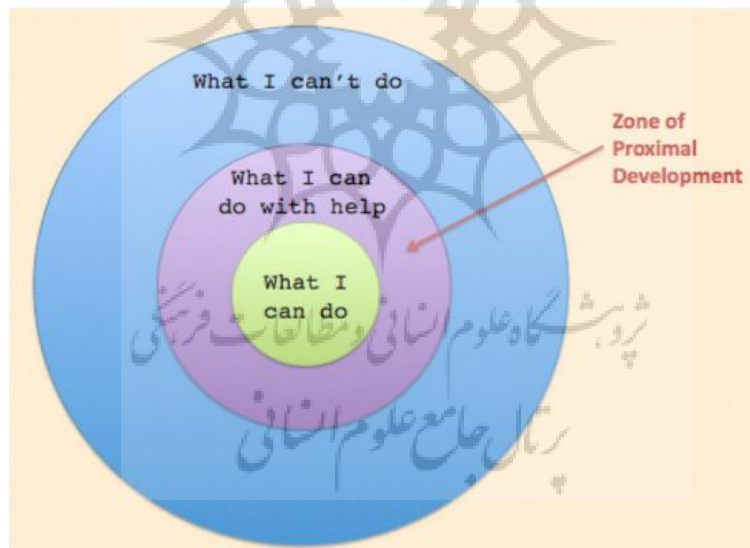 What I can't do
Zone of
Proximal
Development
What I can
do with help
What I
can do
پژوهشگاه علوم انسانی و مطالعات فرهنگی
پرتال جامع علوم انسانی